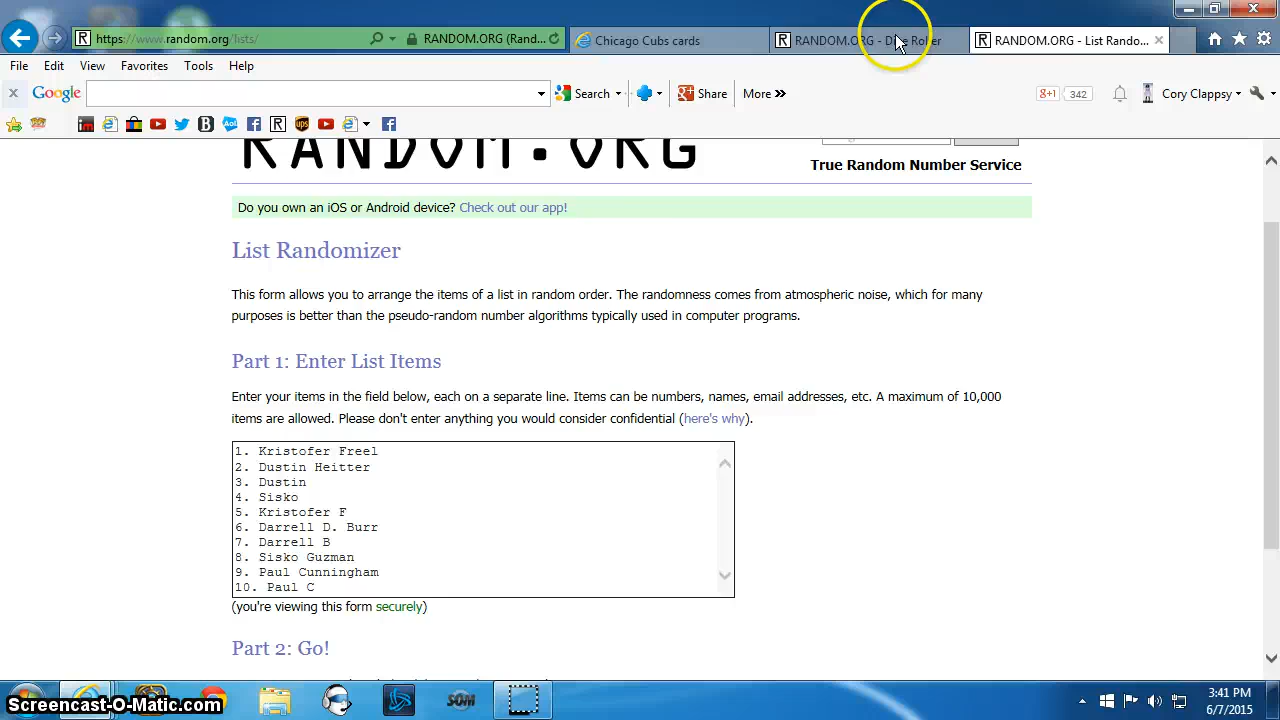 https://www.random.org/lists/
RANDOM.ORG (Rand...
Chicago Cubs cards
RANDOM.ORG - D
RANDOM.ORG - List Rando...
File Edit View Favorites Tools Help
Google
Search
Share
More »
g+1 342
Cory Clappsy
RANDOM.ORG
True Random Number Service
Do you own an iOS or Android device? Check out our app!
List Randomizer
This form allows you to arrange the items of a list in random order. The randomness comes from atmospheric noise, which for many
purposes is better than the pseudo-random number algorithms typically used in computer programs.
Part 1: Enter List Items
Enter your items in the field below, each on a separate line. Items can be numbers, names, email addresses, etc. A maximum of 10,000
items are allowed. Please don't enter anything you would consider confidential (here's why).
1. Kristofer Freel
2. Dustin Heitter
3. Dustin
4. Sisko
5. Kristofer F
6. Darrell D. Burr
7. Darrell B
8. Sisko Guzman
9. Paul Cunningham
10. Paul C
(you're viewing this form securely)
Part 2: Go!
SOM
3:41 PM
6/7/2015
Screencast-O-Matic.com